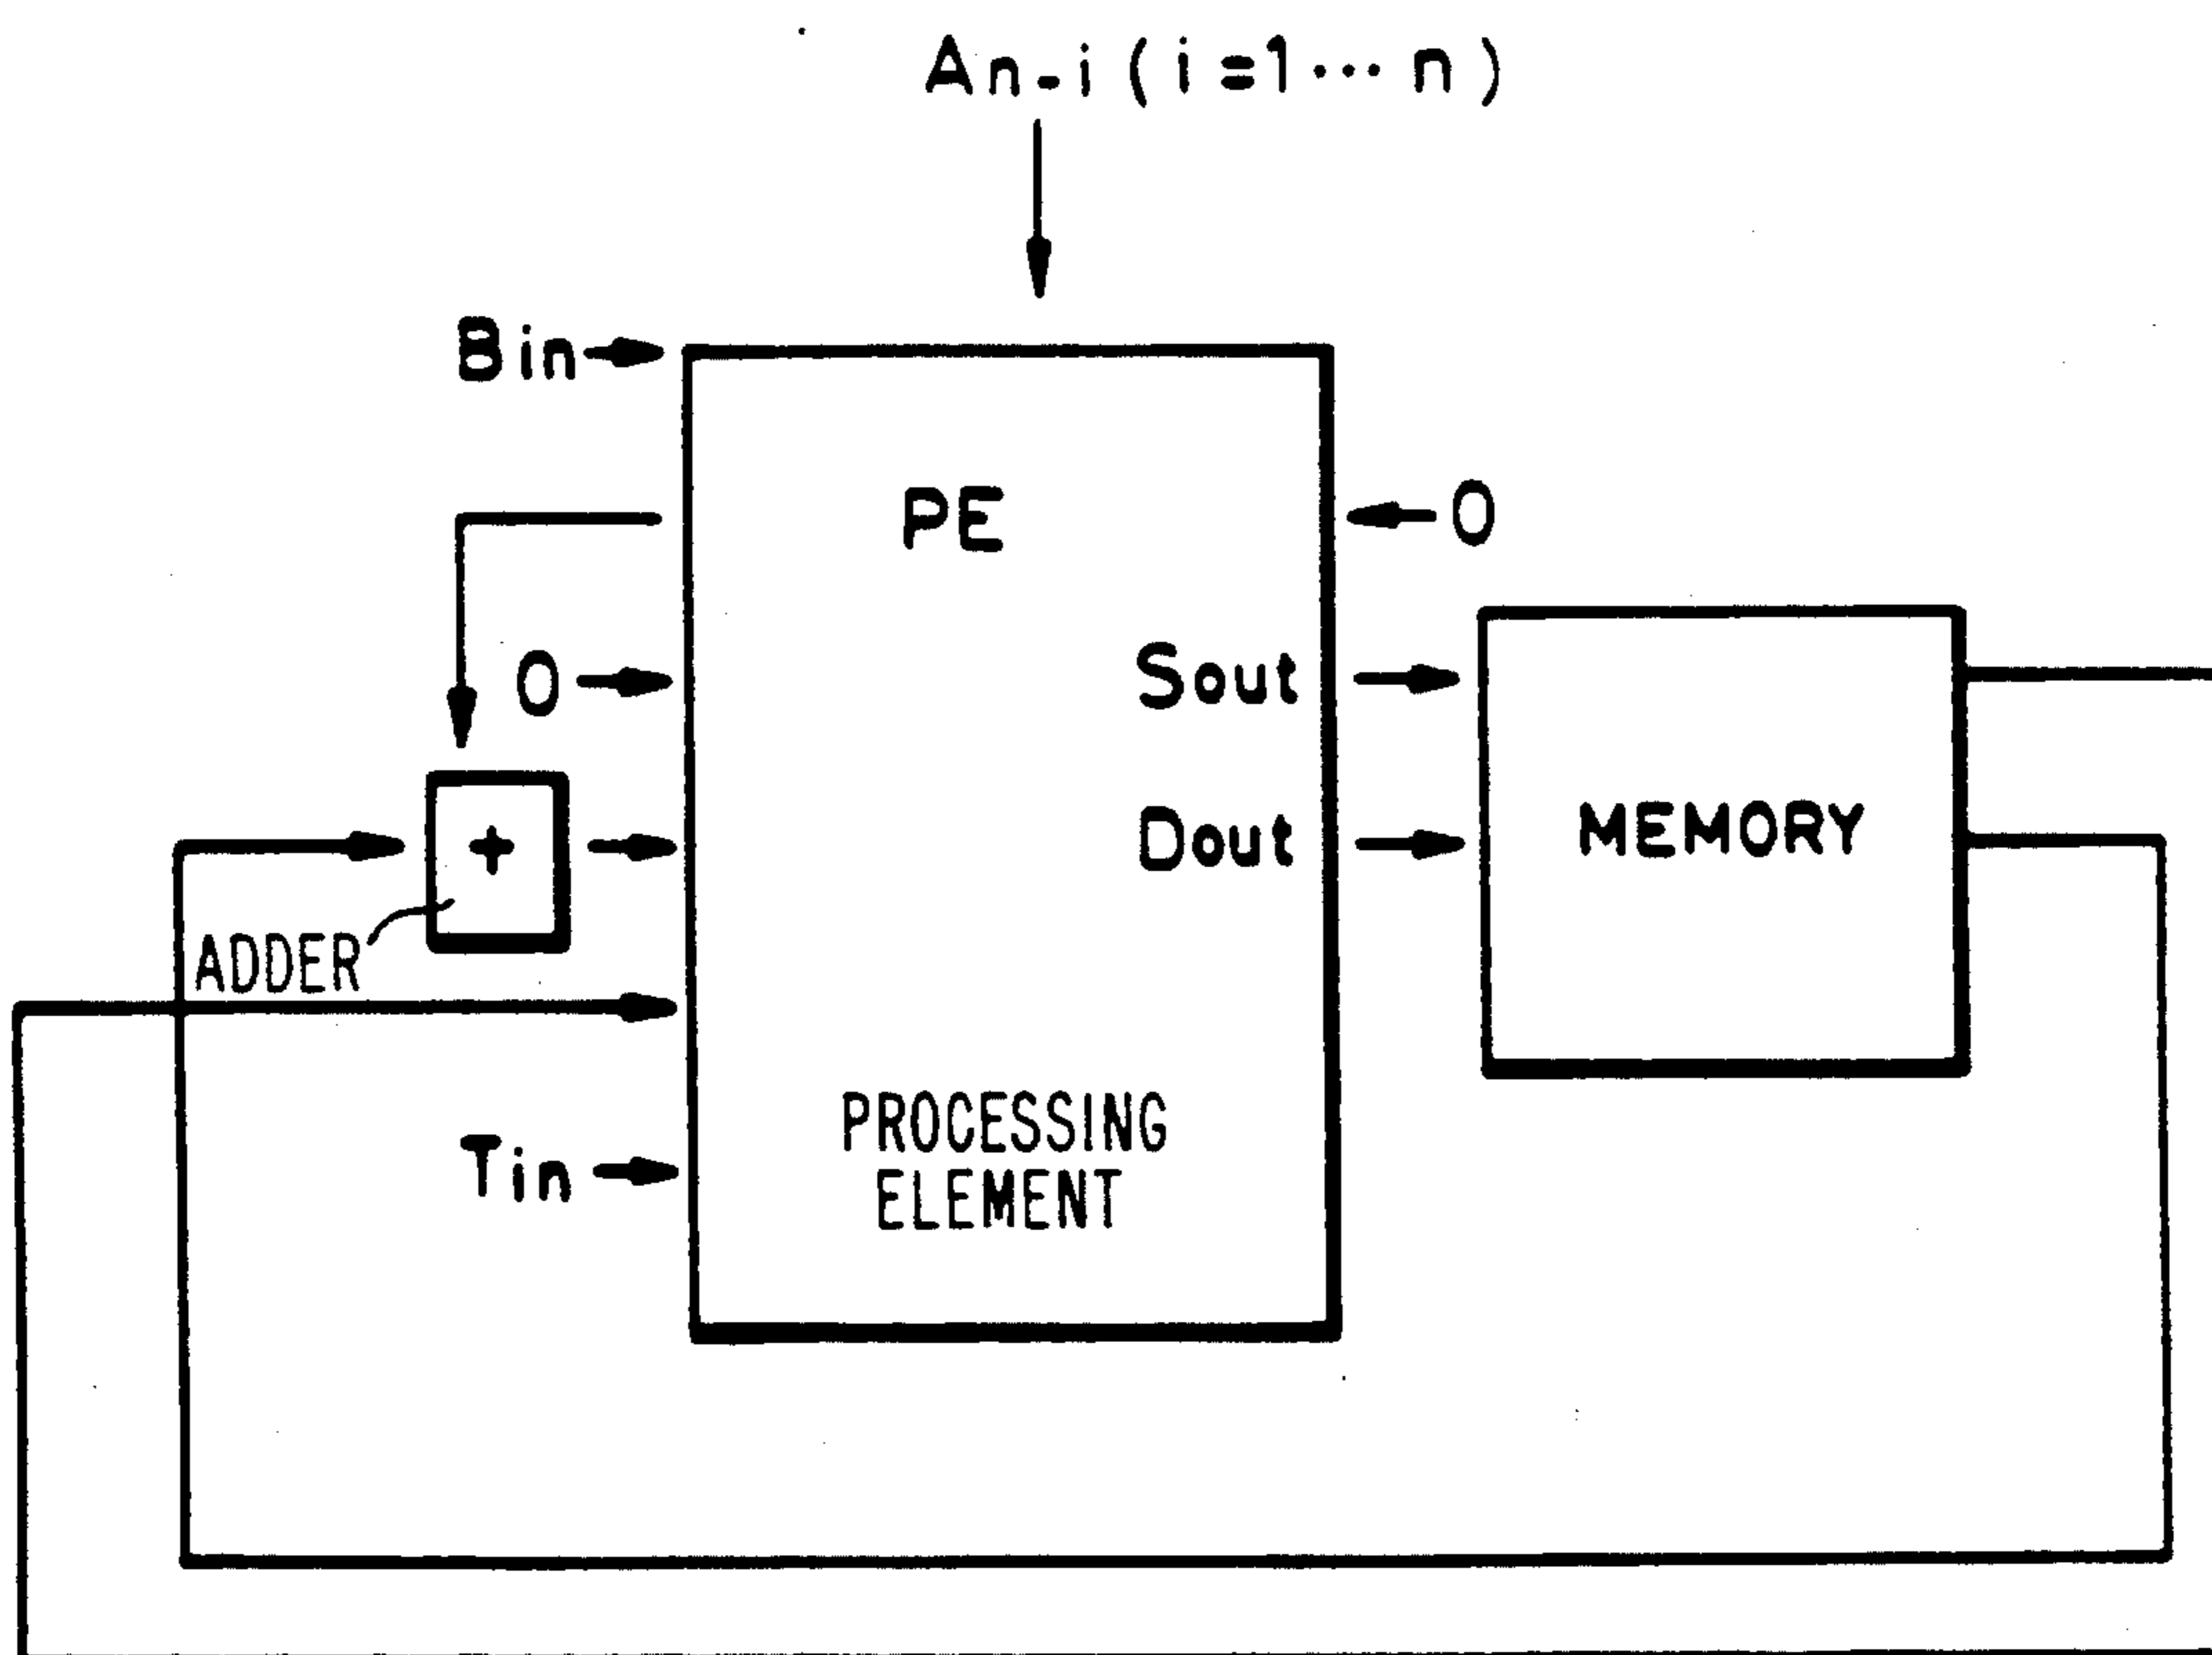 An-i (i=1... n)
Bin
PE
0
0
Sout
+
Dout
MEMORY
ADDER
Tin
PROCESSING
ELEMENT